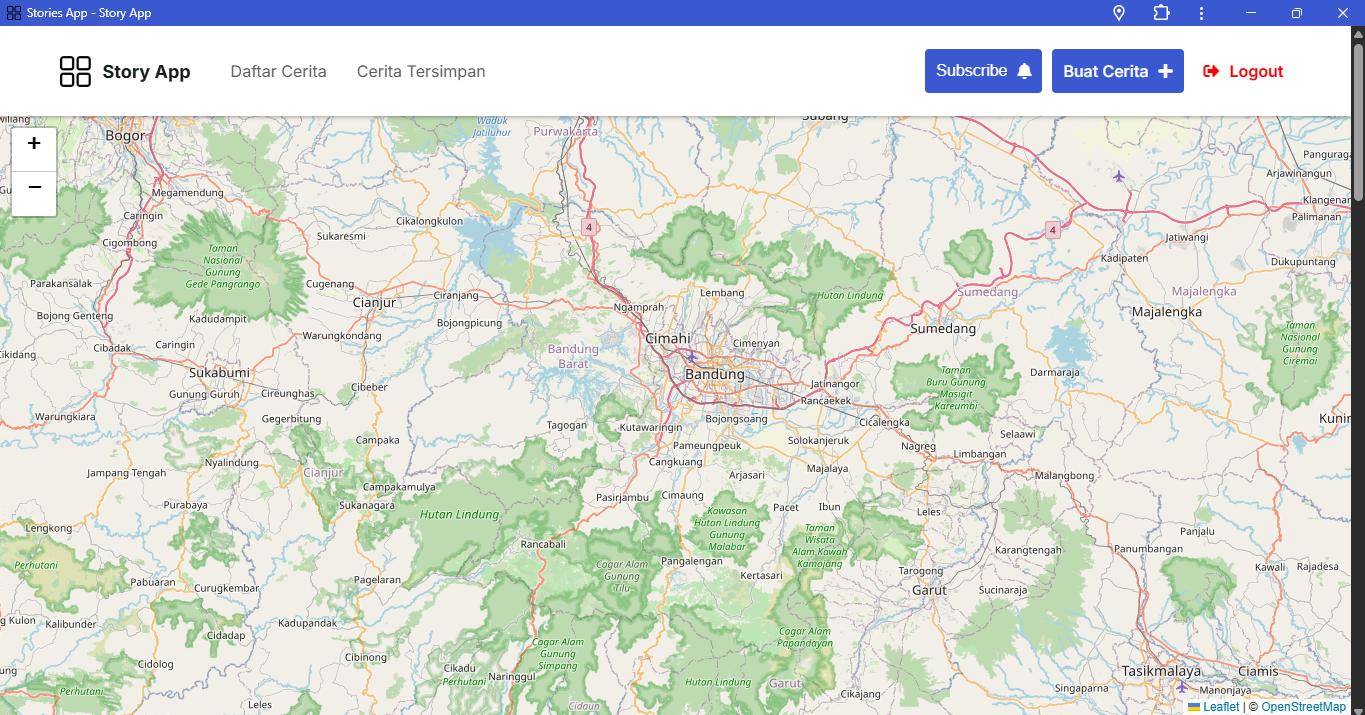 Stories App - Story App
Story App
Daftar Cerita
Cerita Tersimpan
Subscribe
Buat Cerita
Logout
+
−
Bogor
Waduk
Jatiluhur
Purwakarta
Subang
Megamendung
Caringin
Cigombong
Taman
Nasional
Gunung
Gede Pangrango
Sukaresmi
Cikalongkulon
4
4
Panguraga
Arjawinangun
Klangenan
Palimanan
Jatiwangi
Kadipaten
Dukupuntang
Parakansalak
Cugenang
Cianjur
Ciranjang
Ngamprah
Lembang
Hutan Lindung
Sumedang
Majalengka
Bojong Genteng
Kadudampit
Bojongpicung
Warungkondang
Sumedang
Majalengka
Cikidang
Cibadak
Caringin
Cimahi
Cimenyan
Bandung
Barat
Taman
Nasional
Gunung
Ciremai
Sukabumi
Bandung
Jatinangor
Darmaraja
Gunung Guruh
Cireunghas
Cibeber
Rancaekek
Taman
Buru Gunung
Masigit
Kareumbi
Warungkiara
Gegerbitung
Tagogan
Kutawaringin
Bojongsoang
Cicalengka
Campaka
Pameungpeuk
Solokanjeruk
Selaawi
Nagreg
Limbangan
Nyalindung
Jampang Tengah
Cianjur
Cangkuang
Arjasari
Majalaya
Malangbong
Campakamulya
Pasirjambu
Cimaung
Purabaya
Sukanagara
Pacet
Ibun
Leles
Hutan Lindung
Kawasan
Hutan Lindung
Gunung
Malabar
Taman
Wisata
Alam Kawah
Kamojang
Lengkong
Panjalu
Rancabali
Karangtengah
Panumbangan
Perhutani
Cagar Alam
Gunung
Tilu
Pangalengan
Kertasari
Tarogong
Kawali
Rajadesa
Pabuaran
Curugkembar
Pagelaran
Garut
Sucinaraja
Kalibunder
Kadupandak
Cidadap
Cagar Alam
Papandayan
Cagar Alam
Gunung
Simpang
Cibinong
Cidolog
Cikadu
Perhutani
Naringgul
Hutan Lindung
Garut
Tasikmalaya
Ciamis
Perhutani
Singaparna
Manonjaya
Cikajang
Leles
Cidaun
Leaflet | © OpenStreetMap